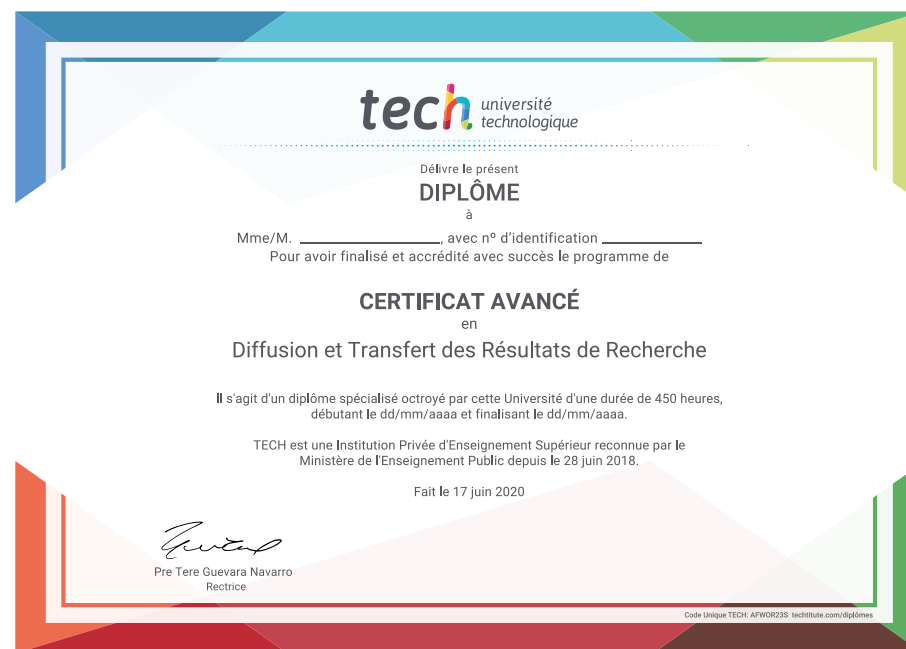 tech université
technologique
Délivre le présent
DIPLÔME
à
Mme/M. ____________________, avec nº d'identification ______________
Pour avoir finalisé et accrédité avec succès le programme de
CERTIFICAT AVANCÉ
en
Diffusion et Transfert des Résultats de Recherche
Il s'agit d'un diplôme spécialisé octroyé par cette Université d'une durée de 450 heures,
débutant le dd/mm/aaaa et finalisant le dd/mm/aaaa.
TECH est une Institution Privée d'Enseignement Supérieur reconnue par le
Ministère de l'Enseignement Public depuis le 28 juin 2018.
Fait le 17 juin 2020
Pre Tere Guevara Navarro
Rectrice
Code Unique TECH: AFWOR23S techtitute.com/diplômes